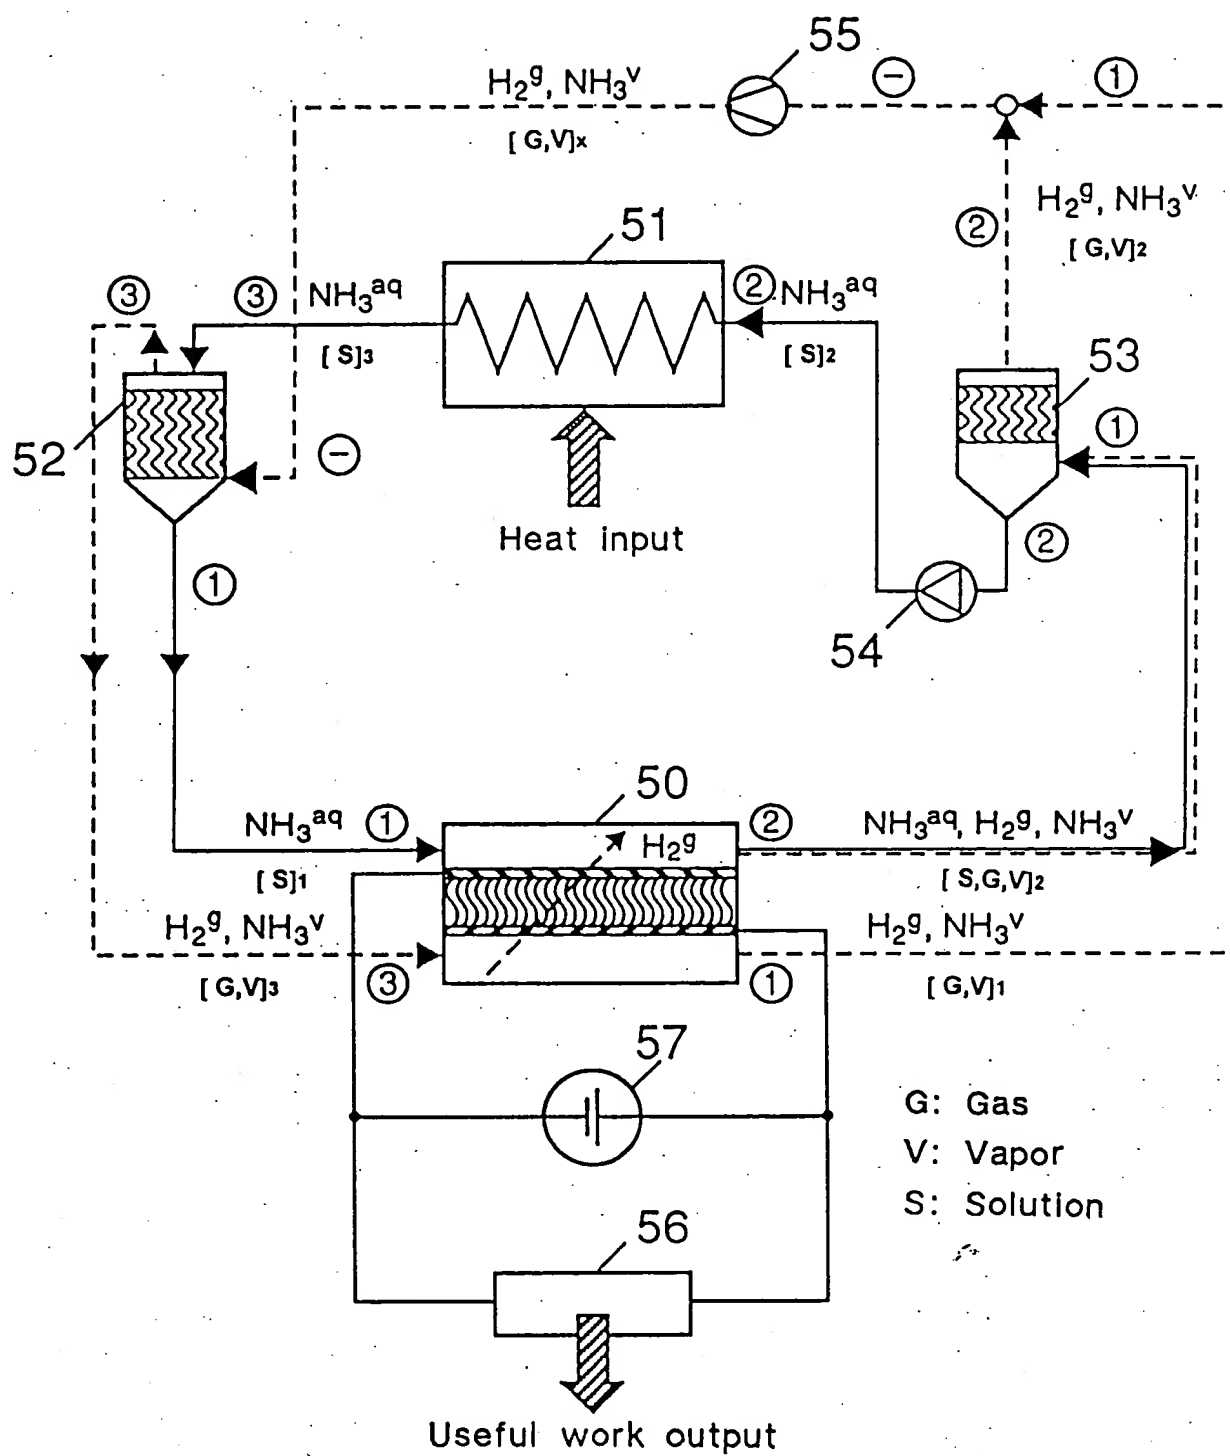 55
H₂ᵍ, NH₃ᵛ
−
1
[ G,V]x
H₂ᵍ, NH₃ᵛ
2
[ G,V]2
51
3
3
NH₃ᵃq
2
NH₃ᵃq
[ S]3
[ S]2
53
1
52
−
Heat input
2
1
54
50
NH₃ᵃq
1
H₂ᵍ
2
NH₃ᵃq, H₂ᵍ, NH₃ᵛ
[ S]1
[ S,G,V]2
H₂ᵍ, NH₃ᵛ
H₂ᵍ, NH₃ᵛ
[ G,V]3
3
1
[ G,V]1
57
G: Gas
V: Vapor
S: Solution
56
Useful work output